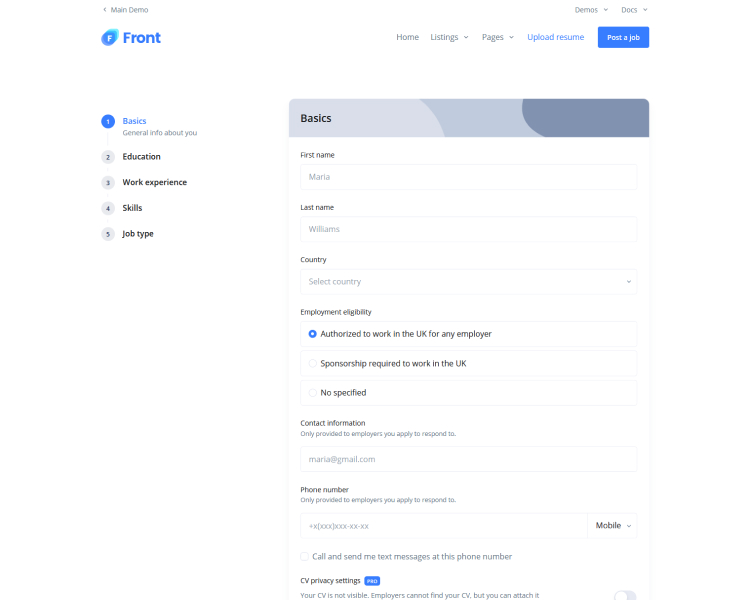 Main Demo
Demos
Docs
F Front
Home
Listings
Pages
Upload resume
Post a job
1 Basics
General info about you
2 Education
3 Work experience
4 Skills
5 Job type
Basics
First name
Maria
Last name
Williams
Country
Select country
Employment eligibility
Authorized to work in the UK for any employer
Sponsorship required to work in the UK
No specified
Contact information
Only provided to employers you apply to respond to.
maria@gmail.com
Phone number
Only provided to employers you apply to respond to.
+x(xxx)xxx-xx-xx
Mobile
Call and send me text messages at this phone number
CV privacy settings PRO
Your CV is not visible. Employers cannot find your CV, but you can attach it